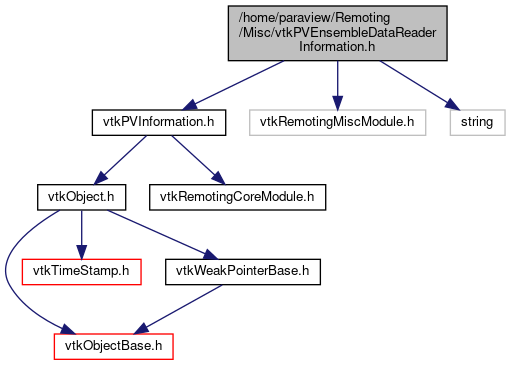 /home/paraview/Remoting
/Misc/vtkPVEnsembleDataReader
Information.h
vtkPVInformation.h
vtkRemotingMiscModule.h
string
vtkObject.h
vtkRemotingCoreModule.h
vtkTimeStamp.h
vtkWeakPointerBase.h
vtkObjectBase.h